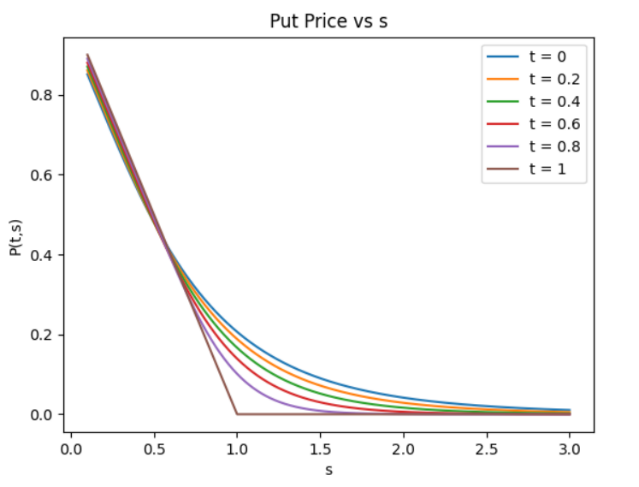 Put Price vs s
t = 0
t = 0.2
t = 0.4
t = 0.6
t = 0.8
t = 1
P(t,s)
0.8
0.6
0.4
0.2
0.0
0.0 0.5 1.0 1.5 2.0 2.5 3.0
s